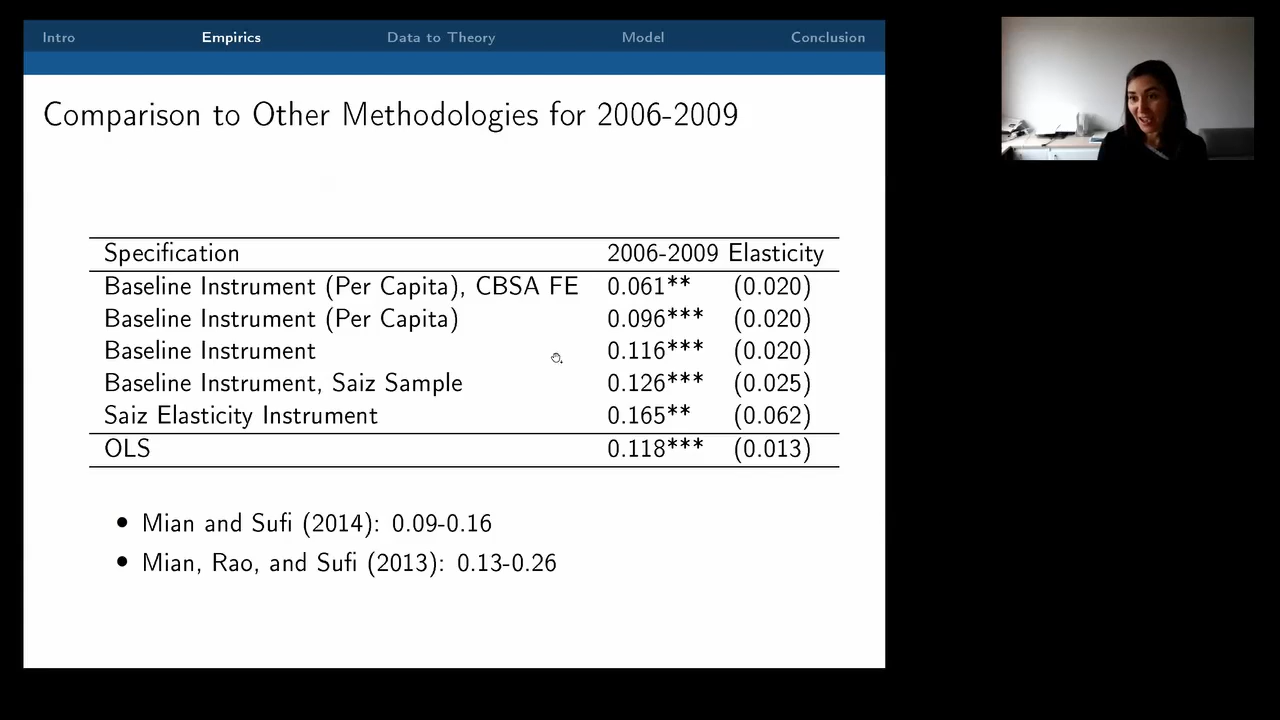 Intro Empirics Data to Theory Model Conclusion
Comparison to Other Methodologies for 2006-2009
Specification 2006-2009 Elasticity
Baseline Instrument (Per Capita), CBSA FE 0.061** (0.020)
Baseline Instrument (Per Capita) 0.096*** (0.020)
Baseline Instrument 0.116*** (0.020)
Baseline Instrument, Saiz Sample 0.126*** (0.025)
Saiz Elasticity Instrument 0.165** (0.062)
OLS 0.118*** (0.013)
• Mian and Sufi (2014): 0.09-0.16
• Mian, Rao, and Sufi (2013): 0.13-0.26